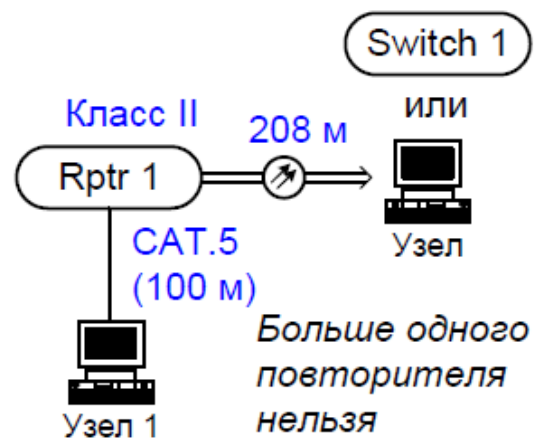 Switch 1
или
Класс II
208 м
Rptr 1
Узел
CAT.5
(100 м)
Узел 1
Больше одного
повторителя
нельзя